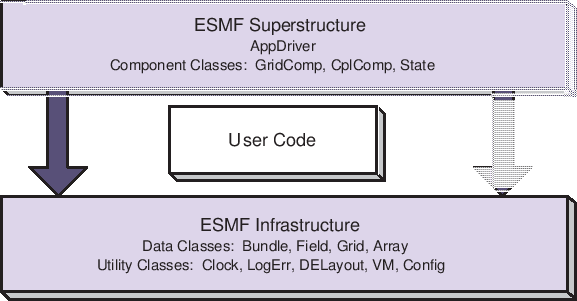 ESMF Superstructure
AppDriver
Component Classes: GridComp, CplComp, State
User Code
ESMF Infrastructure
Data Classes: Bundle, Field, Grid, Array
Utility Classes: Clock, LogErr, DELayout, VM, Config